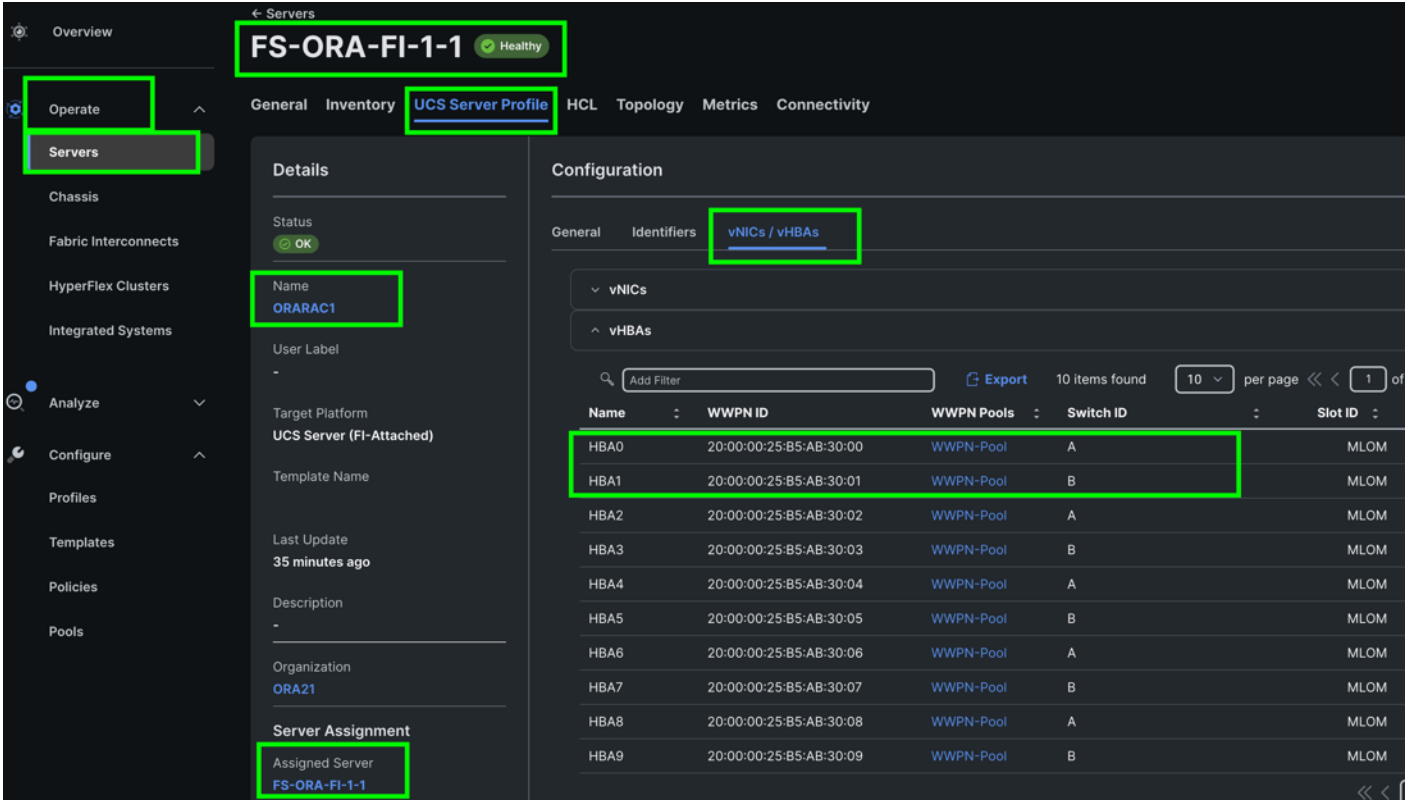 Overview
Operate
Servers
Chassis
Fabric Interconnects
HyperFlex Clusters
Integrated Systems
Analyze
Configure
Profiles
Templates
Policies
Pools
← Servers
FS-ORA-FI-1-1 Healthy
General Inventory UCS Server Profile HCL Topology Metrics Connectivity
Details
Status
OK
Name
ORARAC1
User Label
-
Target Platform
UCS Server (FI-Attached)
Template Name
Last Update
35 minutes ago
Description
-
Organization
ORA21
Server Assignment
Assigned Server
FS-ORA-FI-1-1
Configuration
General Identifiers vNICs / vHBAs
vNICs
vHBAs
Add Filter Export 10 items found 10 per page 1 of
Name WWPN ID WWPN Pools Switch ID Slot ID
HBA0 20:00:00:25:B5:AB:30:00 WWPN-Pool A MLOM
HBA1 20:00:00:25:B5:AB:30:01 WWPN-Pool B MLOM
HBA2 20:00:00:25:B5:AB:30:02 WWPN-Pool A MLOM
HBA3 20:00:00:25:B5:AB:30:03 WWPN-Pool B MLOM
HBA4 20:00:00:25:B5:AB:30:04 WWPN-Pool A MLOM
HBA5 20:00:00:25:B5:AB:30:05 WWPN-Pool B MLOM
HBA6 20:00:00:25:B5:AB:30:06 WWPN-Pool A MLOM
HBA7 20:00:00:25:B5:AB:30:07 WWPN-Pool B MLOM
HBA8 20:00:00:25:B5:AB:30:08 WWPN-Pool A MLOM
HBA9 20:00:00:25:B5:AB:30:09 WWPN-Pool B MLOM